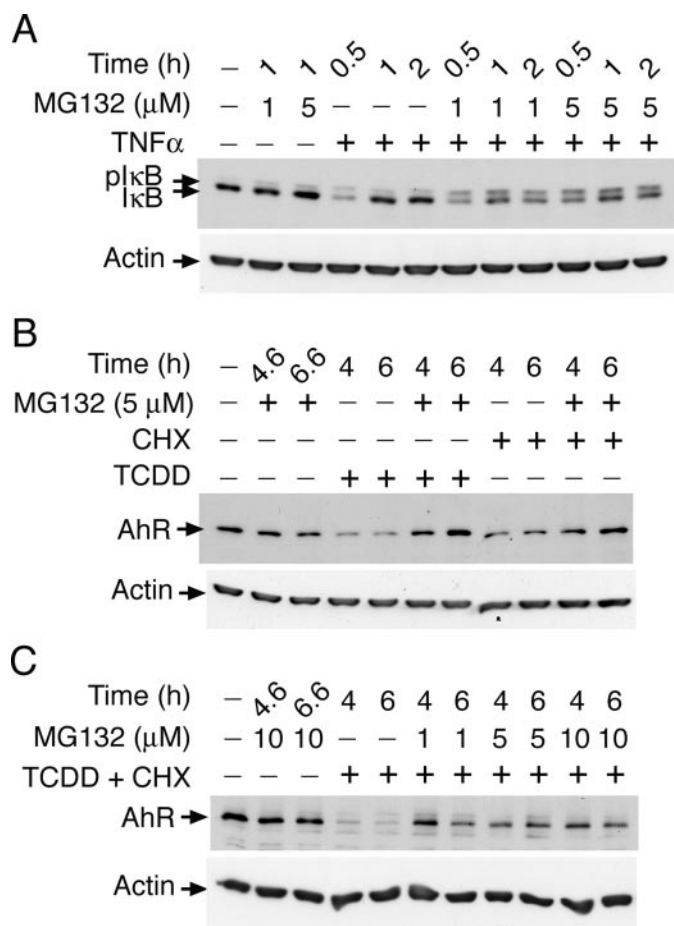 A
Time (h) – 1 1 0.5 1 2 0.5 1 2 0.5 1 2
MG132 (μM) – 1 5 – – – 1 1 1 5 5 5
TNFα – – – + + + + + + + + +
pIκB
IκB
Actin
B
Time (h) – 4.6 6.6 4 6 4 6 4 6 4 6
MG132 (5 μM) – + + – – + + – – + +
CHX – – – – – – – + + + +
TCDD – – – + + + + – – – –
AhR
Actin
C
Time (h) – 4.6 6.6 4 6 4 6 4 6 4 6
MG132 (μM) – 10 10 – – 1 1 5 5 10 10
TCDD + CHX – – – + + + + + + + +
AhR
Actin